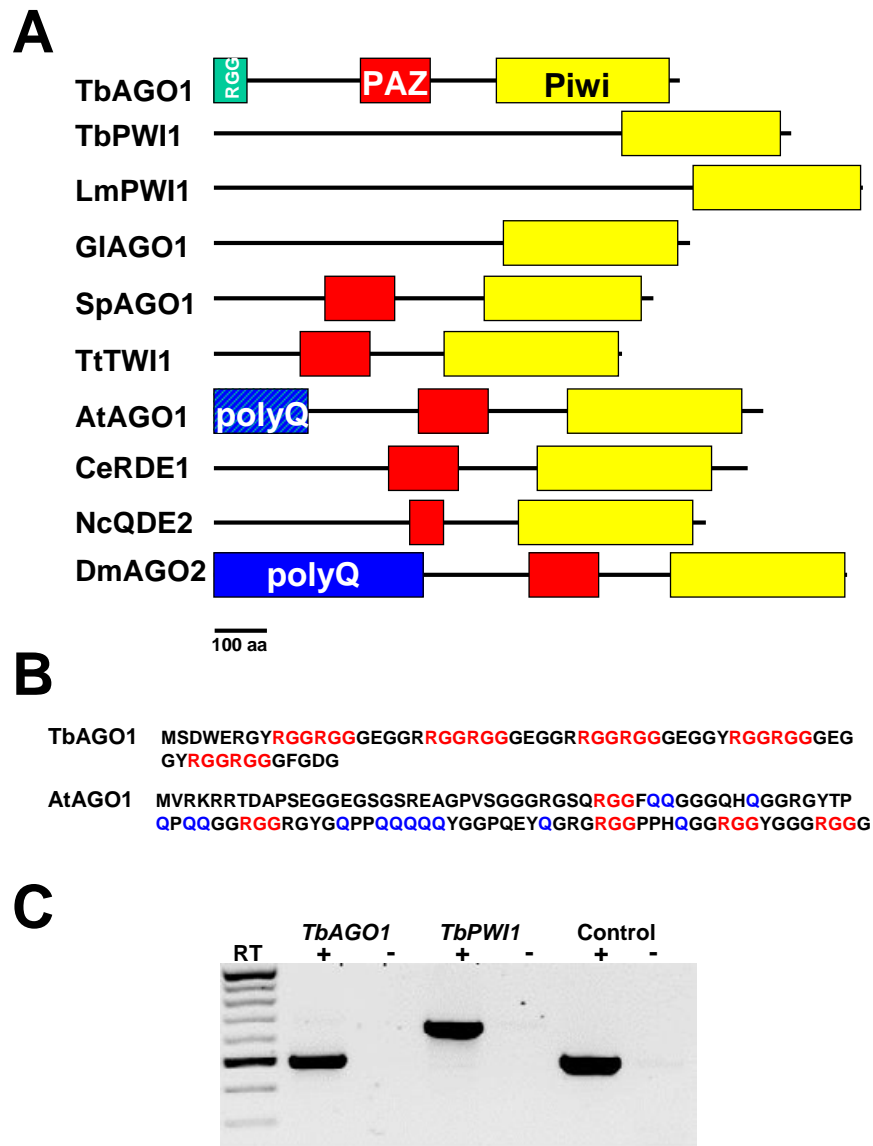 A
TbAGO1 RGG PAZ Piwi
TbPWI1
LmPWI1
GlAGO1
SpAGO1
TtTWI1
AtAGO1 polyQ
CeRDE1
NcQDE2
DmAGO2 polyQ
100 aa
B
TbAGO1 MSDWERGYRGGRGGGEGGRRGGRGGGEGGRRGGRGGGEGGYRGGRGGGEG
GYRGGRGGGFGDG
AtAGO1 MVRKRRTDAPSEGGEGSGSREAGPVSGGGRGSQRGGFQQGGGQHQGGRGYTP
QPQQGGRGGRGYGQPPQQQQQYGGPQEYQGRGRGGPPHQGGRGGYGGGRGGG
C
TbAGO1 TbPWI1 Control
RT + - + - + -